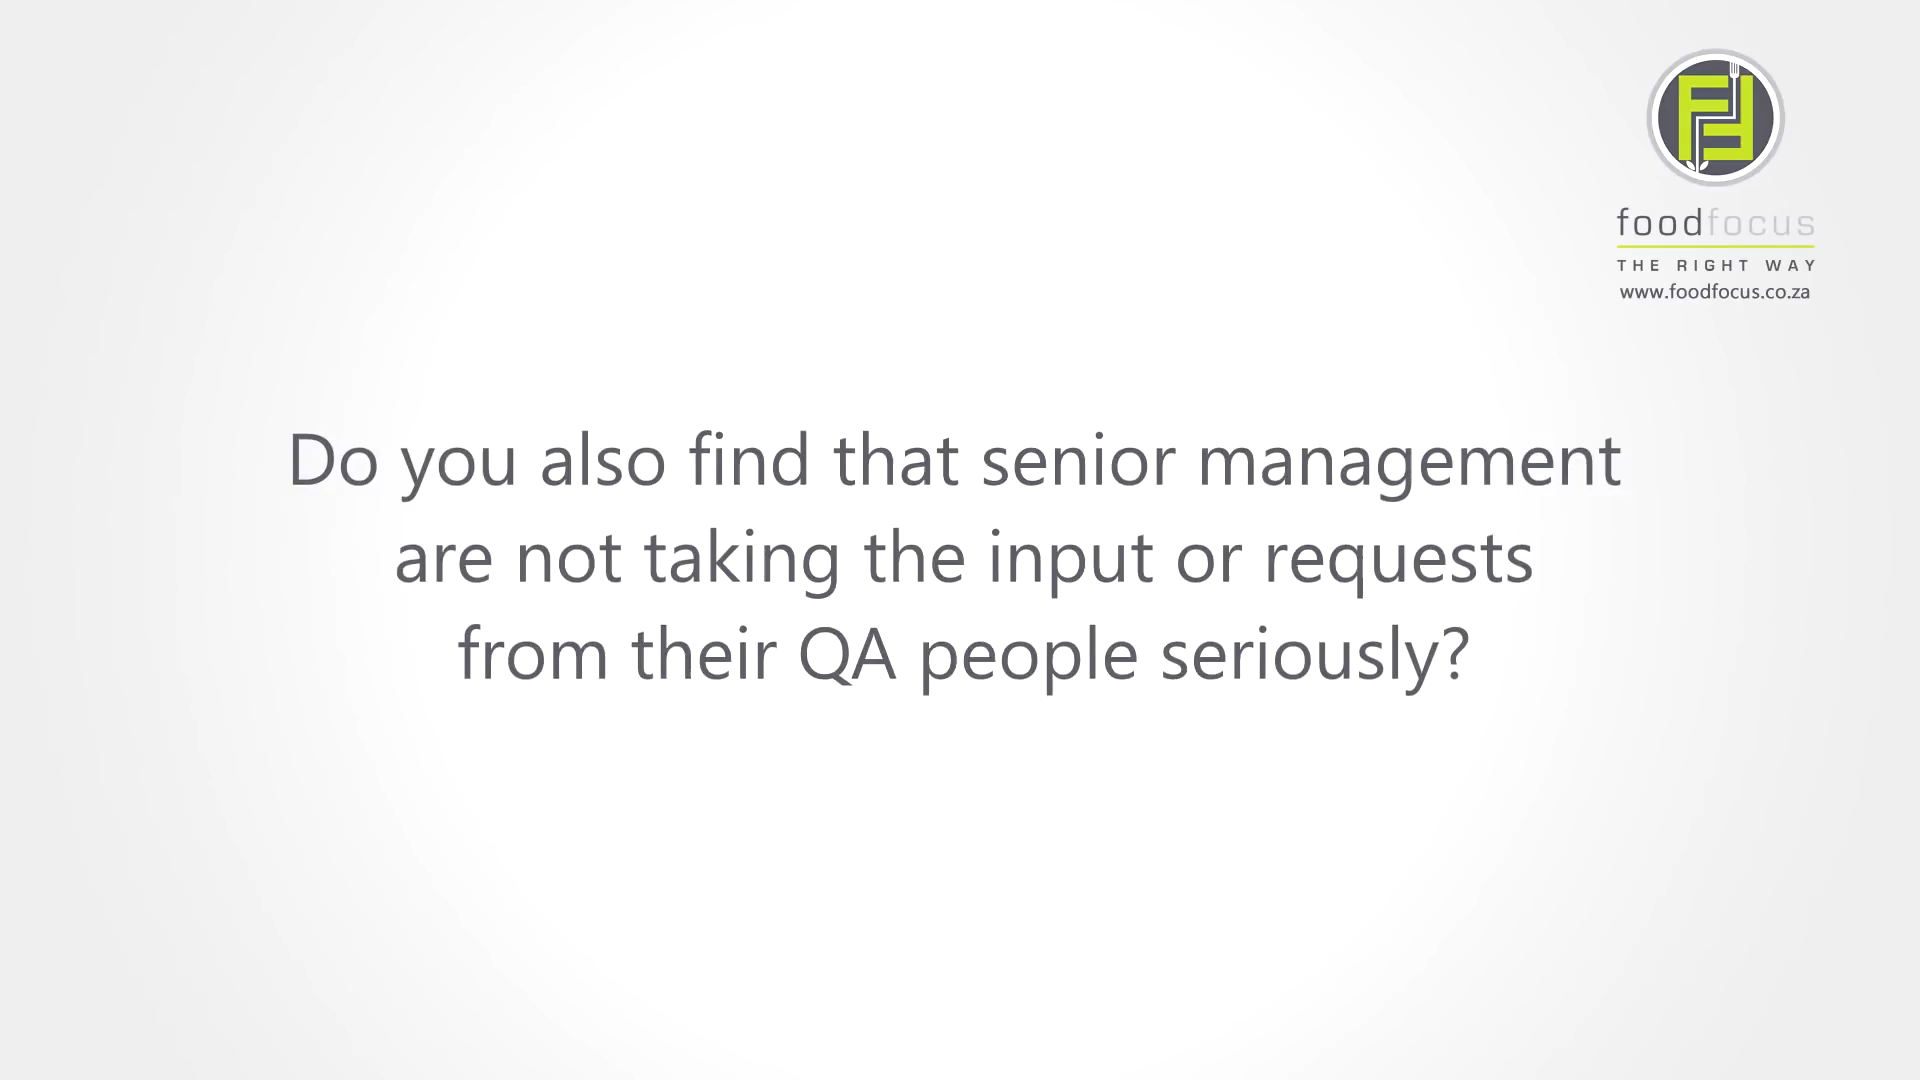 foodfocus
THE RIGHT WAY
www.foodfocus.co.za
Do you also find that senior management
are not taking the input or requests
from their QA people seriously?